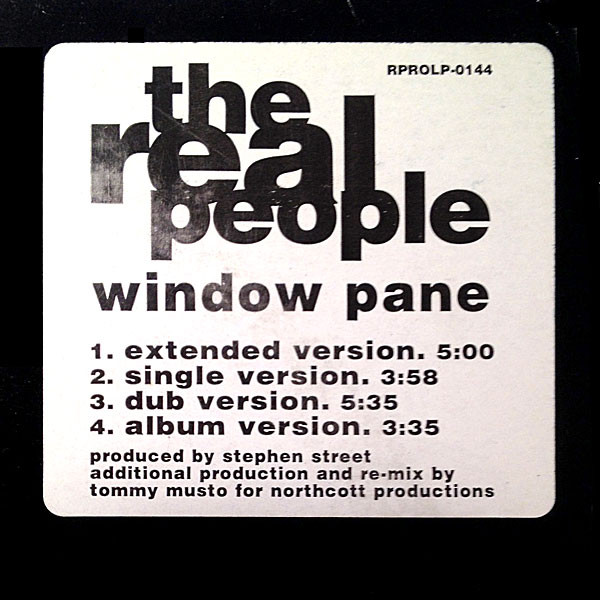 RPROLP-0144
the
real
people
window pane
1. extended version. 5:00
2. single version. 3:58
3. dub version. 5:35
4. album version. 3:35
produced by stephen street
additional production and re-mix by
tommy musto for northcott productions